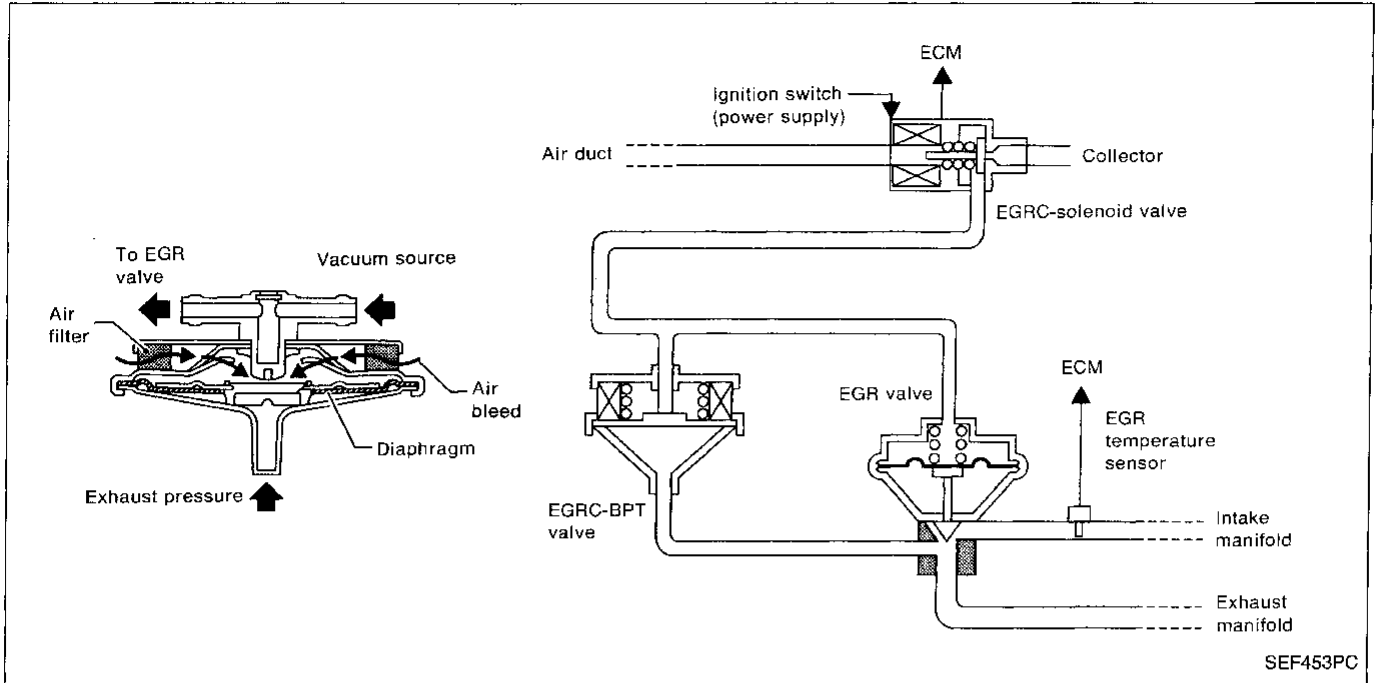 ECM
Ignition switch
(power supply)
Air duct
Collector
EGRC-solenoid valve
To EGR
valve
Vacuum source
Air
filter
Air
bleed
Diaphragm
Exhaust pressure
EGRC-BPT
valve
EGR valve
ECM
EGR
temperature
sensor
Intake
manifold
Exhaust
manifold
SEF453PC